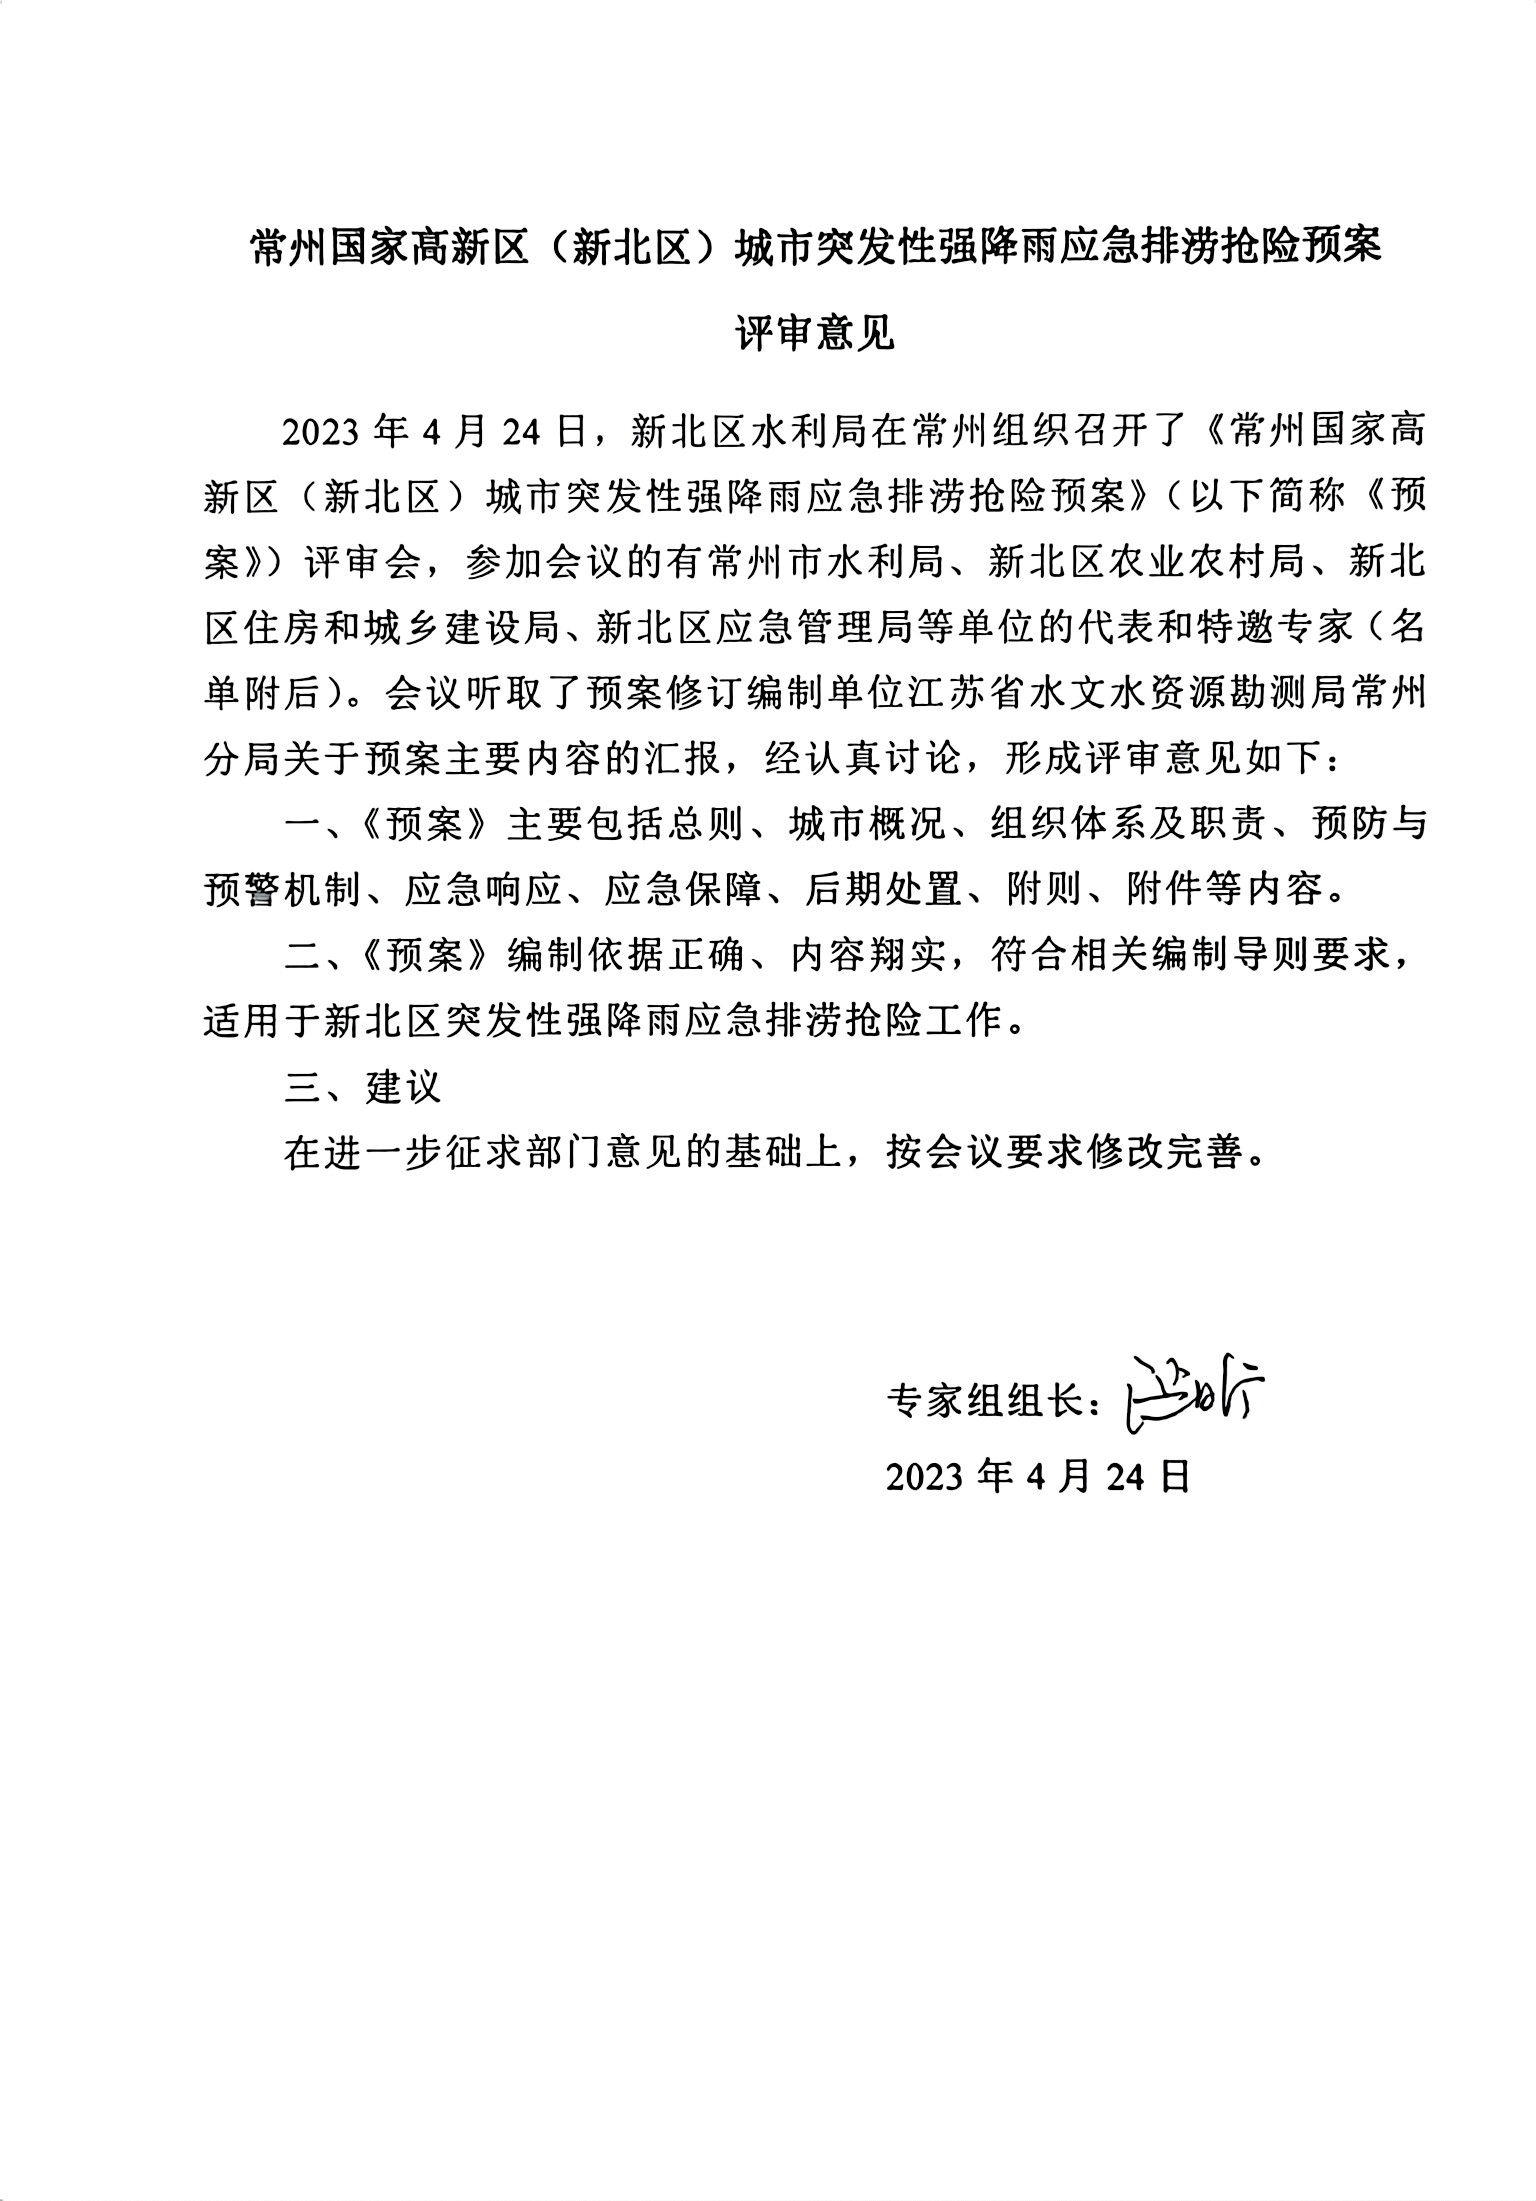 常州国家高新区（新北区）城市突发性强降雨应急排涝抢险预案
评审意见
2023 年 4 月 24 日，新北区水利局在常州组织召开了《常州国家高
新区（新北区）城市突发性强降雨应急排涝抢险预案》（以下简称《预
案》）评审会，参加会议的有常州市水利局、新北区农业农村局、新北
区住房和城乡建设局、新北区应急管理局等单位的代表和特邀专家（名
单附后）。会议听取了预案修订编制单位江苏省水文水资源勘测局常州
分局关于预案主要内容的汇报，经认真讨论，形成评审意见如下：
一、《预案》主要包括总则、城市概况、组织体系及职责、预防与
预警机制、应急响应、应急保障、后期处置、附则、附件等内容。
二、《预案》编制依据正确、内容翔实，符合相关编制导则要求，
适用于新北区突发性强降雨应急排涝抢险工作。
三、建议
在进一步征求部门意见的基础上，按会议要求修改完善。
专家组组长：
2023 年 4 月 24 日